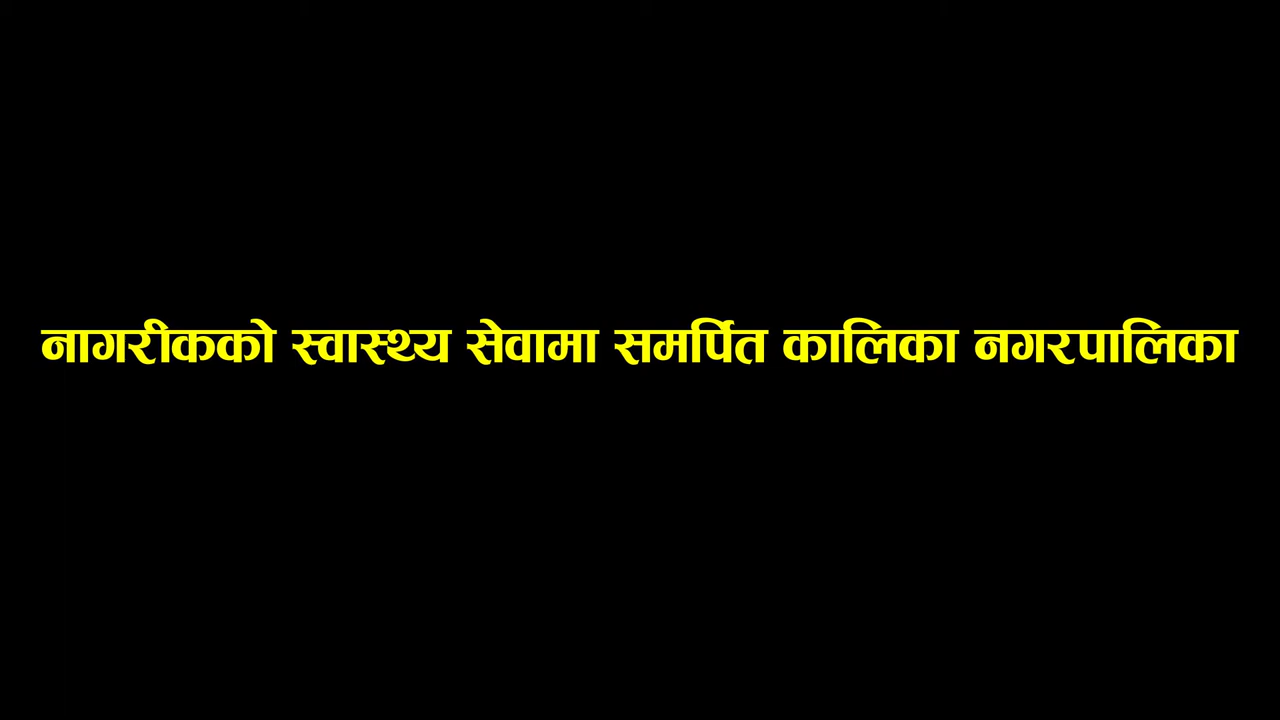 नागरीकको स्वास्थ्य सेवामा समर्पित कालिका नगरपालिका